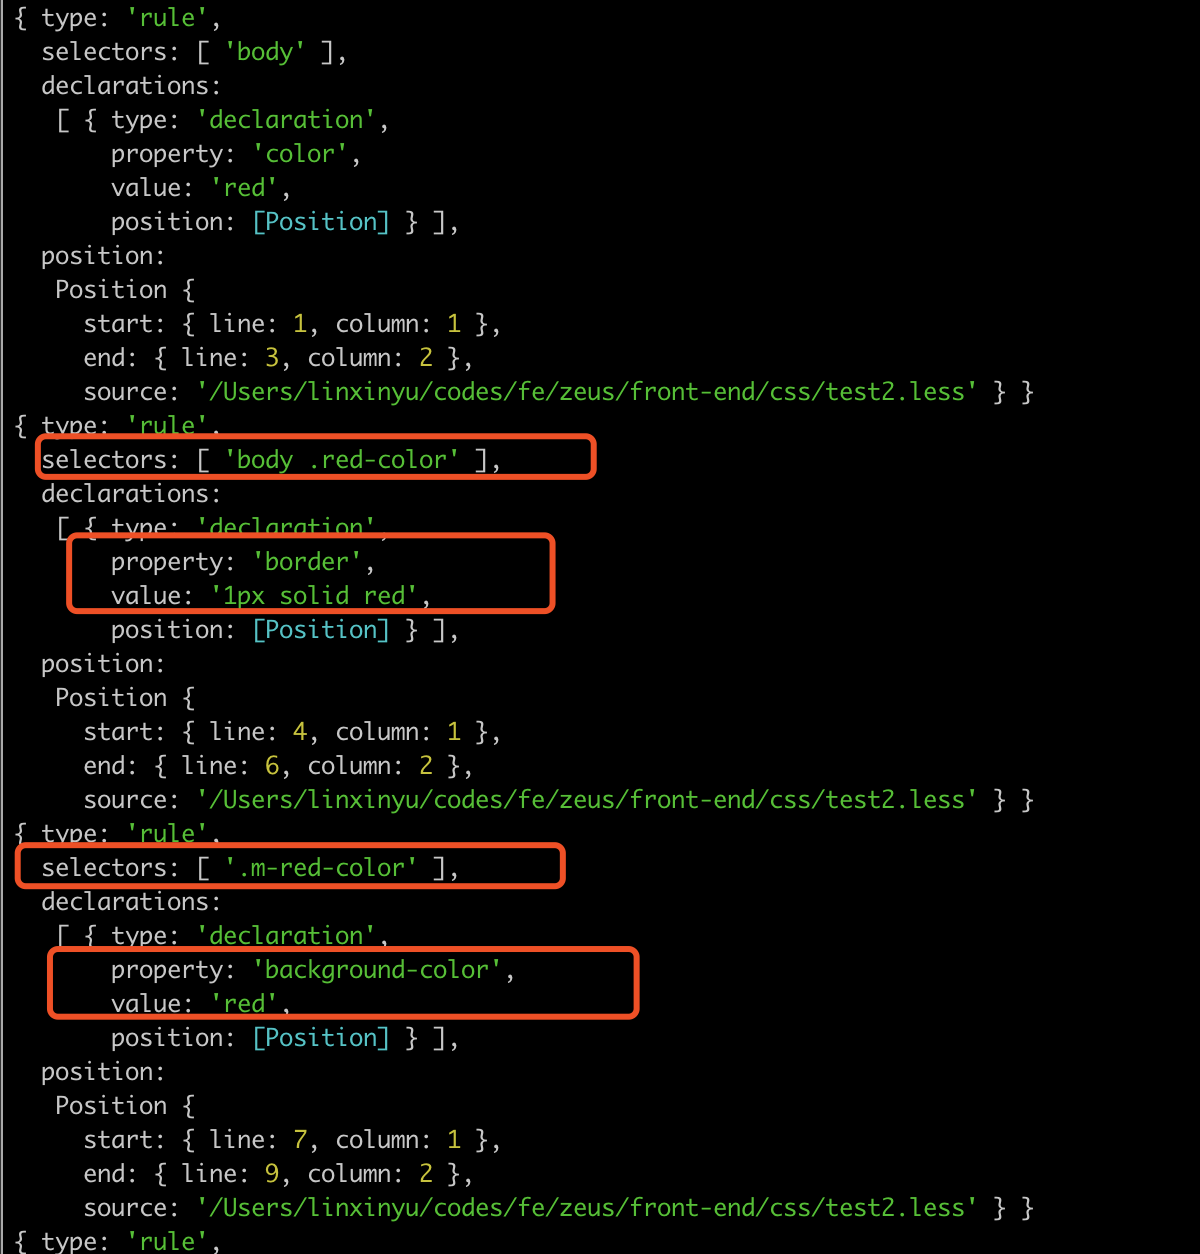 { type: 'rule',
  selectors: [ 'body' ],
  declarations:
   [ { type: 'declaration',
       property: 'color',
       value: 'red',
       position: [Position] } ],
  position:
   Position {
     start: { line: 1, column: 1 },
     end: { line: 3, column: 2 },
     source: '/Users/linxinyu/codes/fe/zeus/front-end/css/test2.less' } }
{ type: 'rule',
  selectors: [ 'body .red-color' ],
  declarations:
   [ { type: 'declaration',
       property: 'border',
       value: '1px solid red',
       position: [Position] } ],
  position:
   Position {
     start: { line: 4, column: 1 },
     end: { line: 6, column: 2 },
     source: '/Users/linxinyu/codes/fe/zeus/front-end/css/test2.less' } }
{ type: 'rule',
  selectors: [ '.m-red-color' ],
  declarations:
   [ { type: 'declaration',
       property: 'background-color',
       value: 'red',
       position: [Position] } ],
  position:
   Position {
     start: { line: 7, column: 1 },
     end: { line: 9, column: 2 },
     source: '/Users/linxinyu/codes/fe/zeus/front-end/css/test2.less' } }
{ type: 'rule',